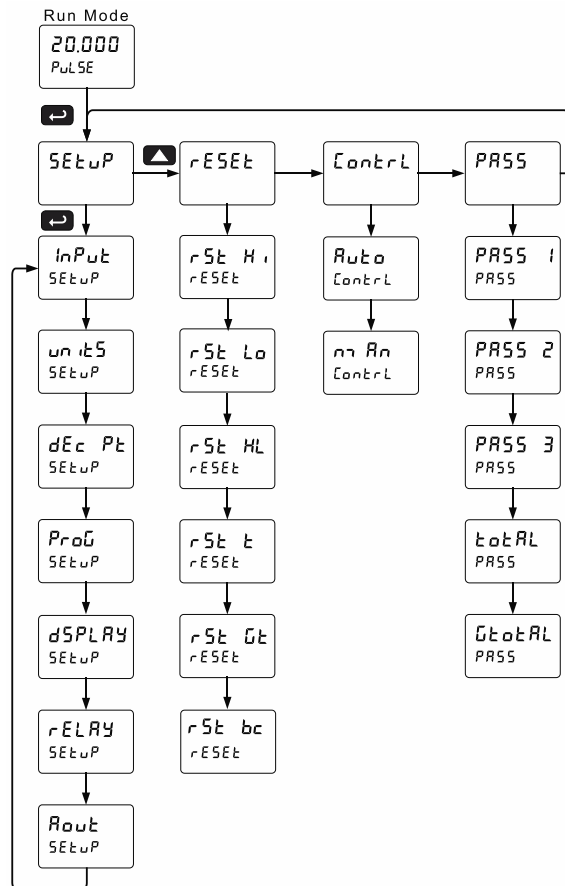 Run Mode
20.000
PuLSE
SEtuP
rESEt
ContrL
PASS
InPut
SEtuP
unitS
SEtuP
dEc Pt
SEtuP
ProG
SEtuP
dSPLAY
SEtuP
rELAY
SEtuP
Aout
SEtuP
rSt Hi
rESEt
rSt Lo
rESEt
rSt HL
rESEt
rSt t
rESEt
rSt Gt
rESEt
rSt bc
rESEt
Auto
ContrL
mAn
ContrL
PASS 1
PASS
PASS 2
PASS
PASS 3
PASS
totAL
PASS
GtotAL
PASS